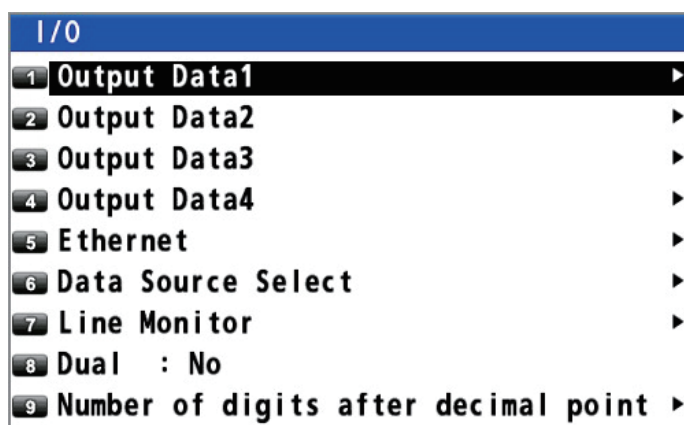 I/O
1 Output Data1
2 Output Data2
3 Output Data3
4 Output Data4
5 Ethernet
6 Data Source Select
7 Line Monitor
8 Dual : No
9 Number of digits after decimal point